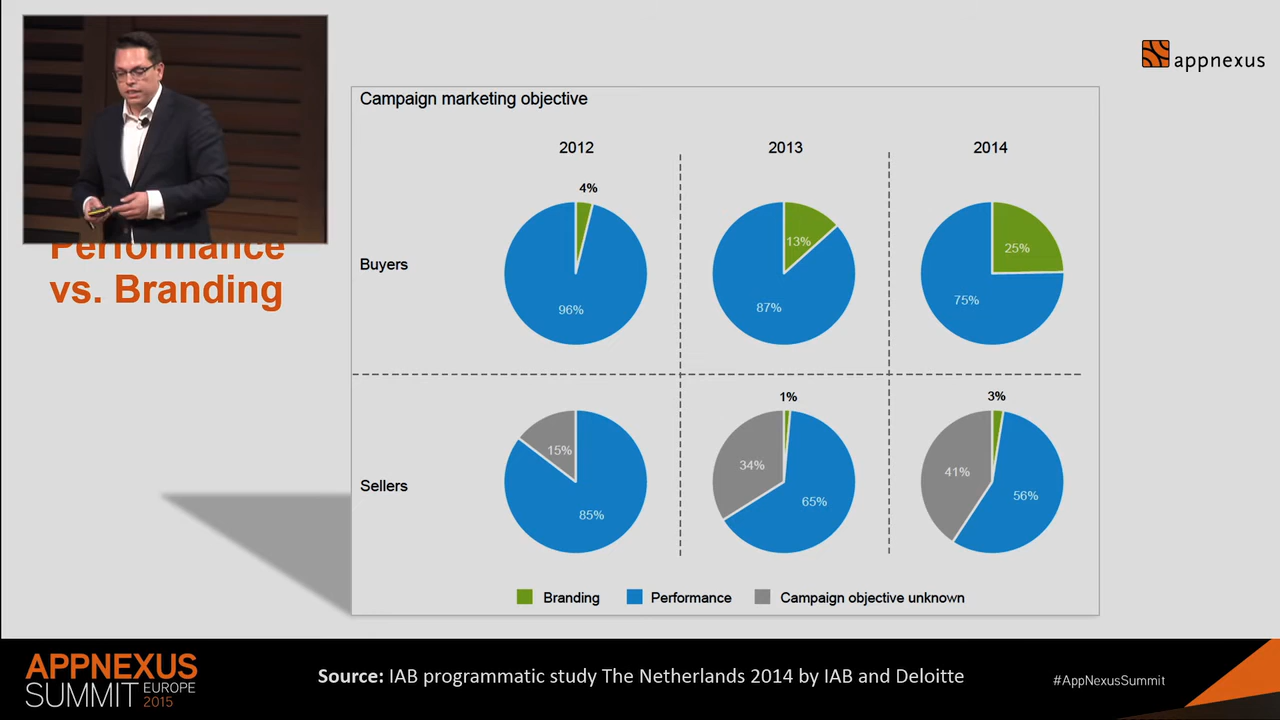 appnexus
Performance
vs. Branding
Campaign marketing objective
2012
2013
2014
Buyers
4%
96%
13%
87%
25%
75%
Sellers
15%
85%
1%
34%
65%
3%
41%
56%
Branding
Performance
Campaign objective unknown
APPNEXUS
SUMMIT EUROPE
2015
Source: IAB programmatic study The Netherlands 2014 by IAB and Deloitte
#AppNexusSummit